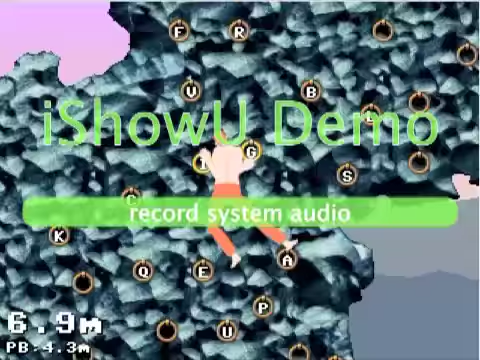 F R
V B
iShowU Demo
L
I G
S
C
record system audio
K
Q E A
P
6.9m
U
PB:4.3m